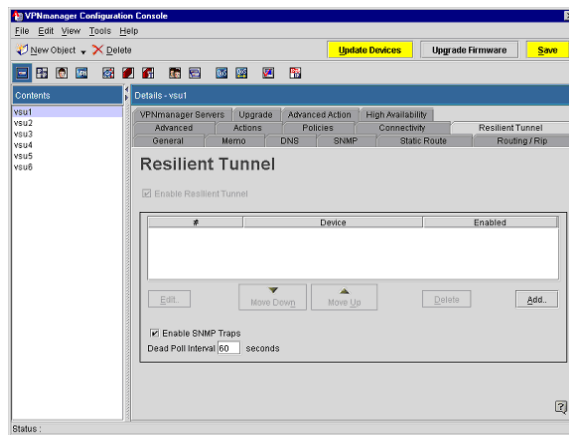 VPNmanager Configuration Console
File Edit View Tools Help
New Object Delete Update Devices Upgrade Firmware Save
Contents Details - vsu1
vsu1
vsu2
vsu3
vsu4
vsu5
vsu6
VPNmanager Servers Upgrade Advanced Action High Availability
Advanced Actions Policies Connectivity Resilient Tunnel
General Memo DNS SNMP Static Route Routing / Rip
Resilient Tunnel
Enable Resilient Tunnel
# Device Enabled
Edit.. Move Down Move Up Delete Add..
Enable SNMP Traps
Dead Poll Interval 60 seconds
Status :